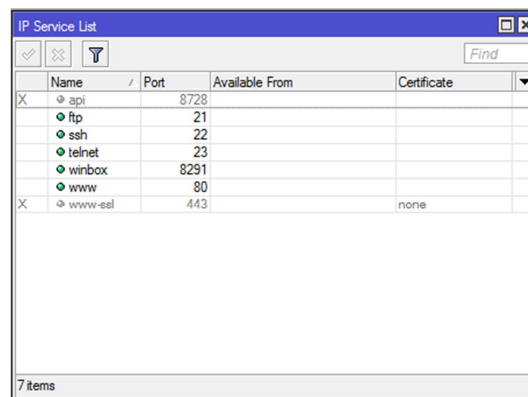 IP Service List
Find
Name / Port Available From Certificate
X api 8728
ftp 21
ssh 22
telnet 23
winbox 8291
www 80
X www-ssl 443 none
7 items